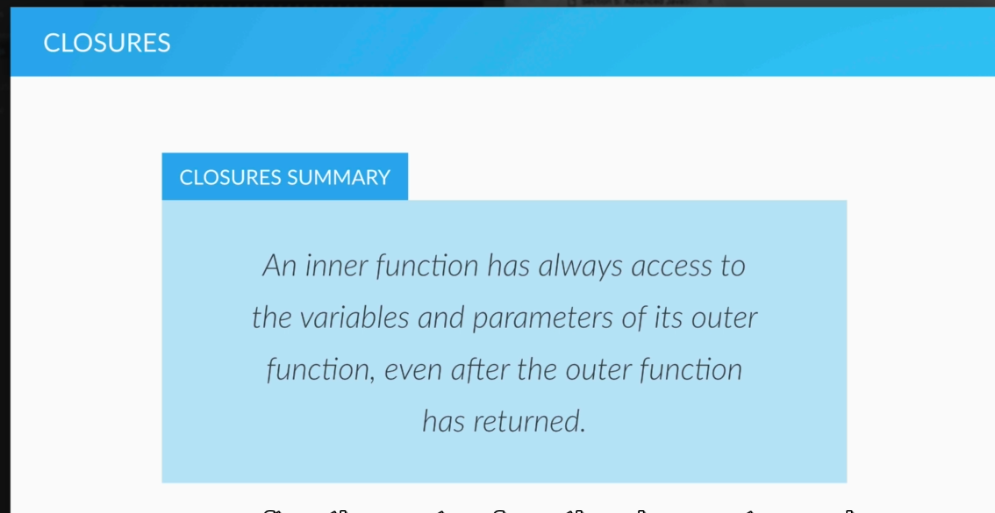 CLOSURES
CLOSURES SUMMARY
An inner function has always access to
the variables and parameters of its outer
function, even after the outer function
has returned.